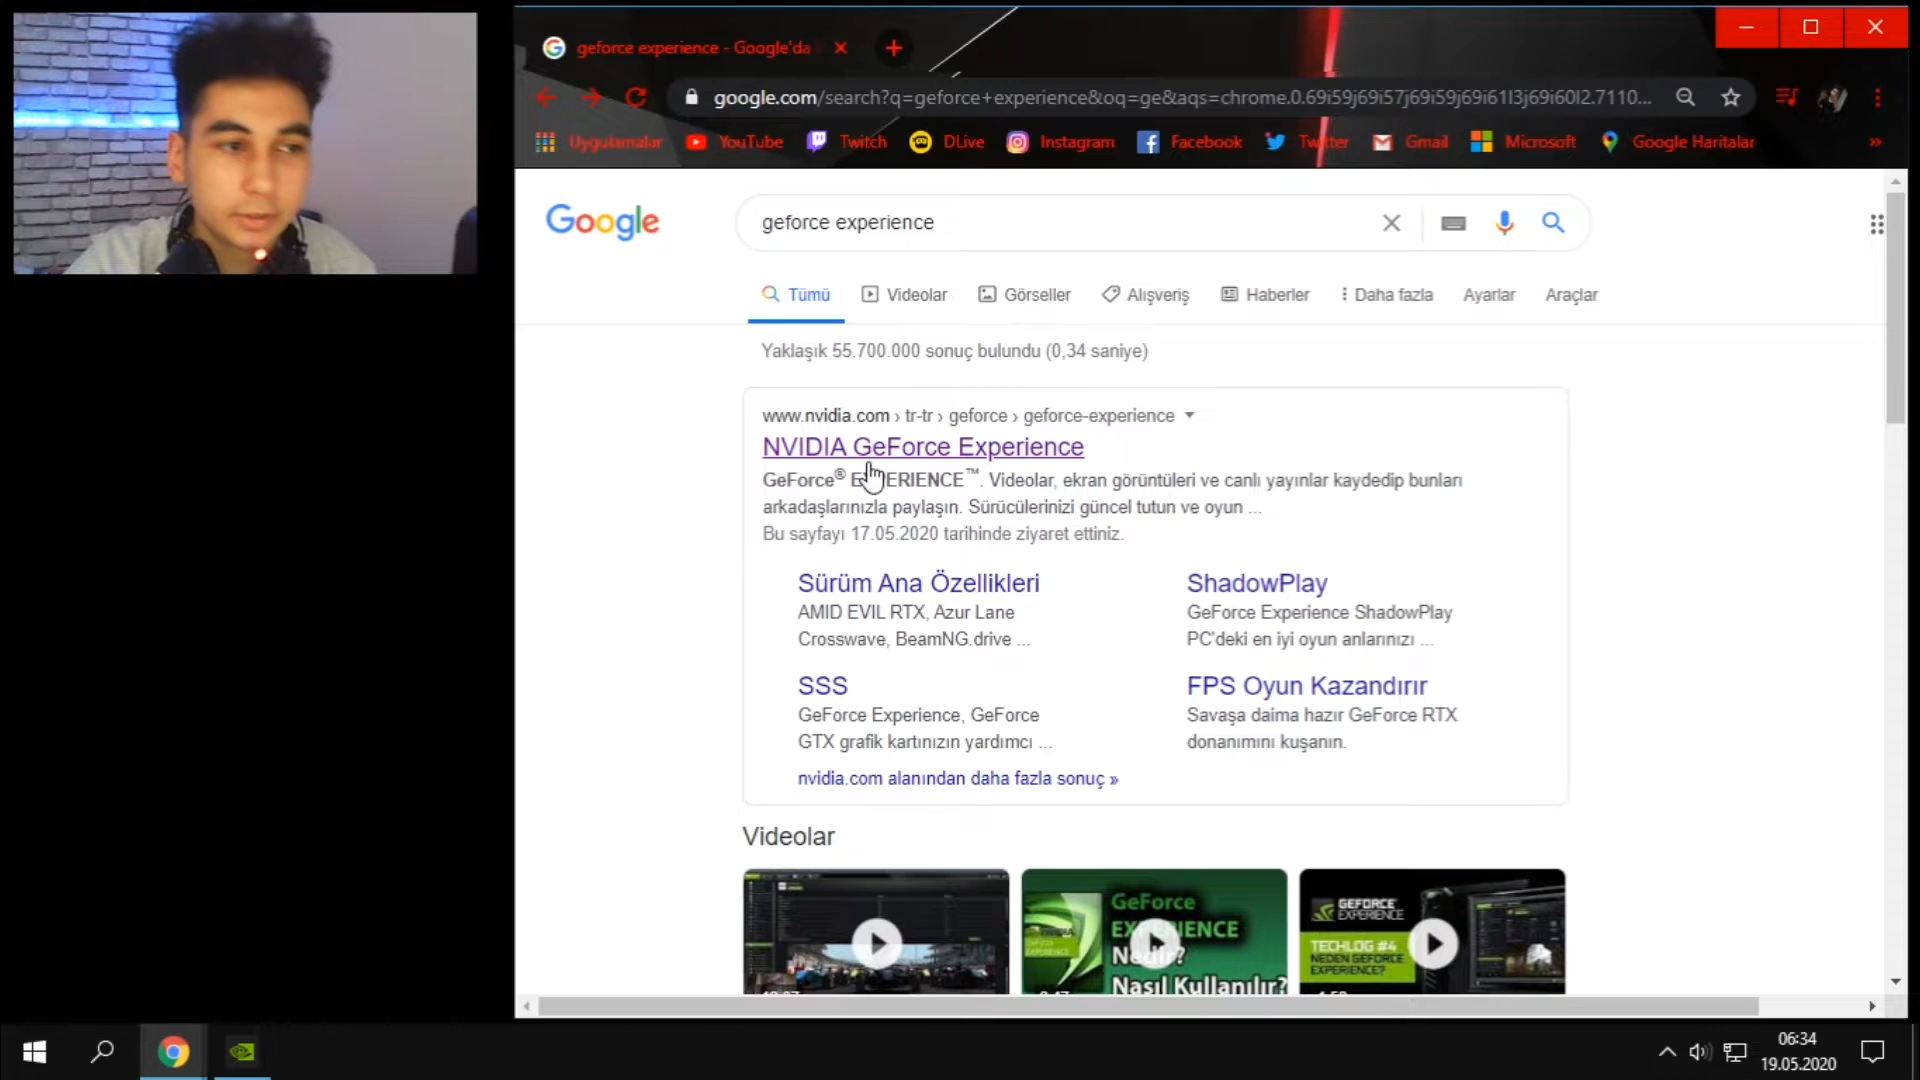 geforce experience - Google'da
google.com/search?q=geforce+experience&oq=ge&aqs=chrome.0.69i59j69i57j69i59j69i61l3j69i60l2.7110...
Uygulamalar YouTube Twitch DLive Instagram Facebook Twitter Gmail Microsoft Google Haritalar »
Google
geforce experience
Tümü Videolar Görseller Alışveriş Haberler Daha fazla Ayarlar Araçlar
Yaklaşık 55.700.000 sonuç bulundu (0,34 saniye)
www.nvidia.com › tr-tr › geforce › geforce-experience
NVIDIA GeForce Experience
GeForce® EXPERIENCE™. Videolar, ekran görüntüleri ve canlı yayınlar kaydedip bunları
arkadaşlarınızla paylaşın. Sürücülerinizi güncel tutun ve oyun ...
Bu sayfayı 17.05.2020 tarihinde ziyaret ettiniz.
Sürüm Ana Özellikleri
AMID EVIL RTX, Azur Lane
Crosswave, BeamNG.drive ...
ShadowPlay
GeForce Experience ShadowPlay
PC'deki en iyi oyun anlarınızı ...
SSS
GeForce Experience, GeForce
GTX grafik kartınızın yardımcı ...
FPS Oyun Kazandırır
Savaşa daima hazır GeForce RTX
donanımını kuşanın.
nvidia.com alanından daha fazla sonuç »
Videolar
GeForce
EXPERIENCE
Nedir?
Nasıl Kullanılır?
GEFORCE
EXPERIENCE
TECHLOG #4
NEDEN GEFORCE
EXPERIENCE?
06:34
19.05.2020